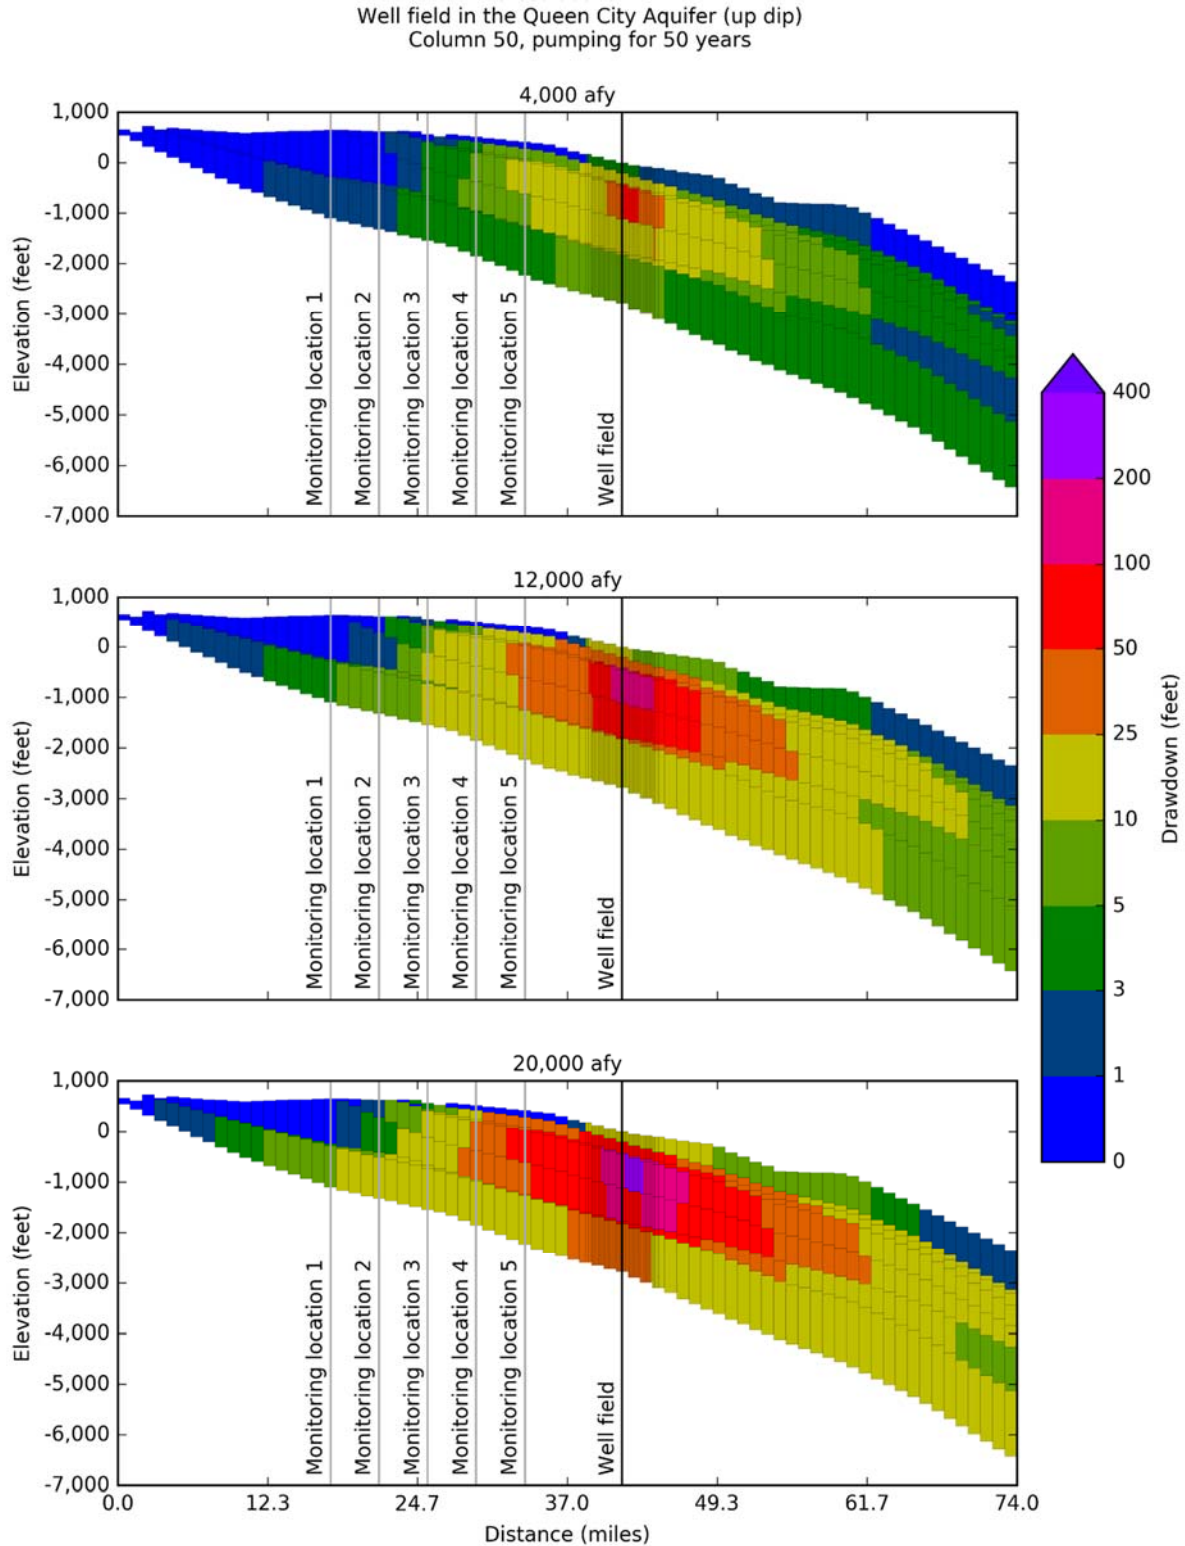 Well field in the Queen City Aquifer (up dip)
Column 50, pumping for 50 years
4,000 afy
1,000
0
-1,000
-2,000
-3,000
-4,000
-5,000
-6,000
-7,000
Elevation (feet)
Monitoring location 1
Monitoring location 2
Monitoring location 3
Monitoring location 4
Monitoring location 5
Well field
12,000 afy
1,000
0
-1,000
-2,000
-3,000
-4,000
-5,000
-6,000
-7,000
Elevation (feet)
Monitoring location 1
Monitoring location 2
Monitoring location 3
Monitoring location 4
Monitoring location 5
Well field
20,000 afy
1,000
0
-1,000
-2,000
-3,000
-4,000
-5,000
-6,000
-7,000
Elevation (feet)
Monitoring location 1
Monitoring location 2
Monitoring location 3
Monitoring location 4
Monitoring location 5
Well field
0.0 12.3 24.7 37.0 49.3 61.7 74.0
Distance (miles)
400
200
100
50
25
10
5
3
1
0
Drawdown (feet)